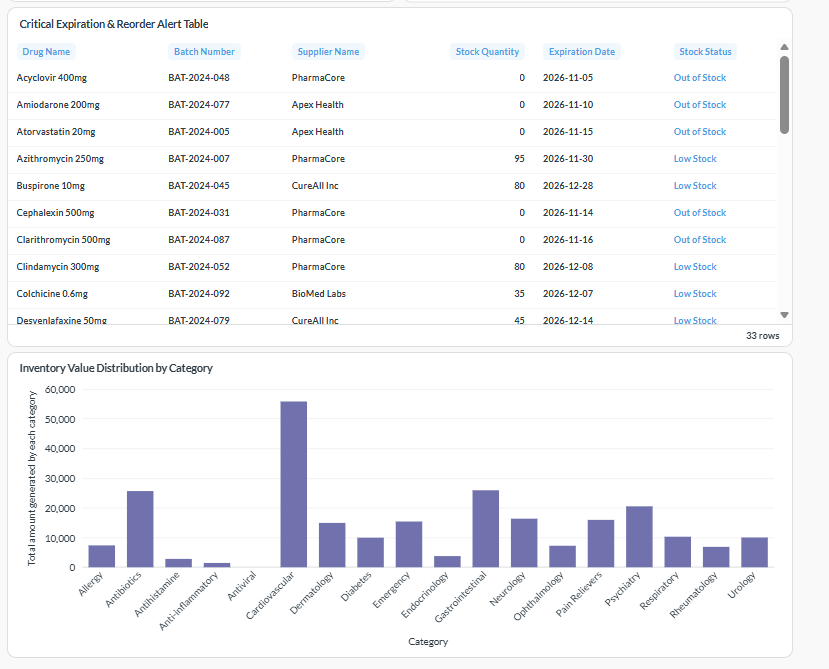 Critical Expiration & Reorder Alert Table
Drug Name Batch Number Supplier Name Stock Quantity Expiration Date Stock Status
Acyclovir 400mg BAT-2024-048 PharmaCore 0 2026-11-05 Out of Stock
Amiodarone 200mg BAT-2024-077 Apex Health 0 2026-11-10 Out of Stock
Atorvastatin 20mg BAT-2024-005 Apex Health 0 2026-11-15 Out of Stock
Azithromycin 250mg BAT-2024-007 PharmaCore 95 2026-11-30 Low Stock
Buspirone 10mg BAT-2024-045 CureAll Inc 80 2026-12-28 Low Stock
Cephalexin 500mg BAT-2024-031 PharmaCore 0 2026-11-14 Out of Stock
Clarithromycin 500mg BAT-2024-087 PharmaCore 0 2026-11-16 Out of Stock
Clindamycin 300mg BAT-2024-052 PharmaCore 80 2026-12-08 Low Stock
Colchicine 0.6mg BAT-2024-092 BioMed Labs 35 2026-12-07 Low Stock
Desvenlafaxine 50mg BAT-2024-079 CureAll Inc 45 2026-12-14 Low Stock
33 rows
Inventory Value Distribution by Category
Total amount generated by each category
60,000
50,000
40,000
30,000
20,000
10,000
0
Allergy
Antibiotics
Antihistamine
Anti-inflammatory
Antiviral
Cardiovascular
Dermatology
Diabetes
Emergency
Endocrinology
Gastrointestinal
Neurology
Ophthalmology
Pain Relievers
Psychiatry
Respiratory
Rheumatology
Urology
Category